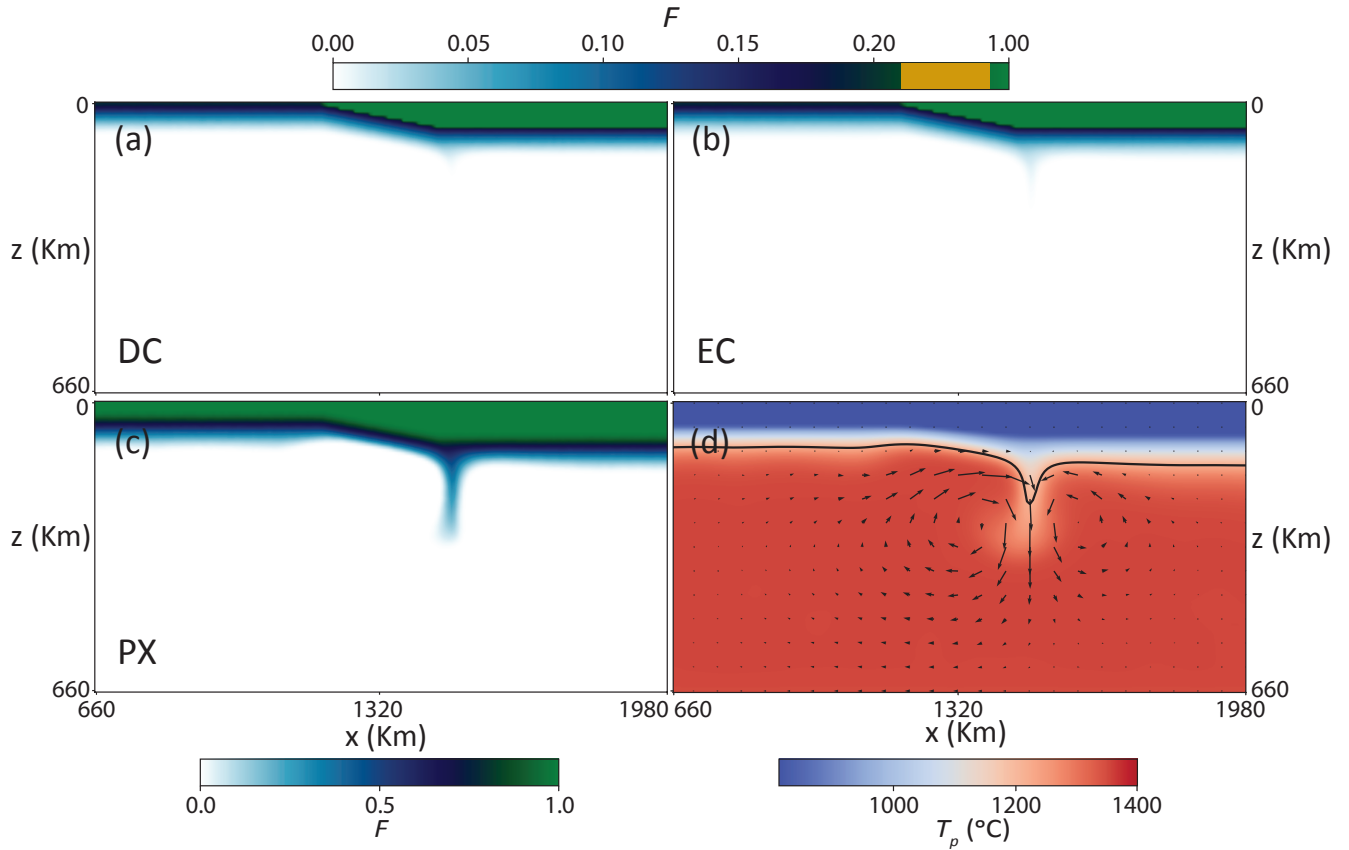 F
0.00 0.05 0.10 0.15 0.20 1.00
0 (a) (b) 0
z (Km) z (Km)
DC EC
660 660
0 (c) (d) 0
z (Km) z (Km)
PX
660 660
660 1320 1980 660 1320 1980
x (Km) x (Km)
0.0 0.5 1.0 1000 1200 1400
F T_p (°C)